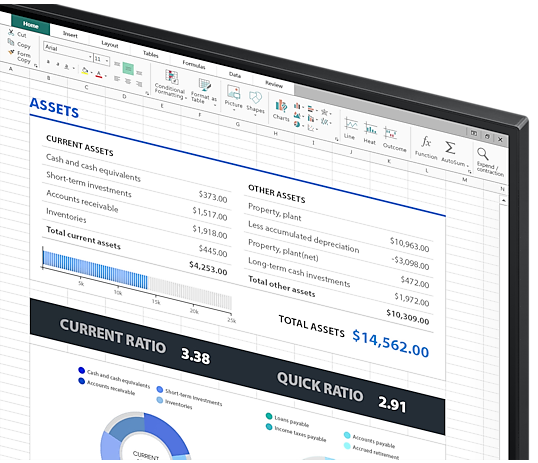 Home Insert Layout Tables Formulas Data Review
Cut
Copy
Form Copy
Arial 11
Conditional Formatting
Format as Table
Picture
Shapes
Charts
Line
Heat
Outcome
Function
AutoSum
Expend / contraction
A B C D E F G H I J K L M N
ASSETS
CURRENT ASSETS
Cash and cash equivalents $373.00
Short-term investments $1,517.00
Accounts receivable $1,918.00
Inventories $445.00
Total current assets $4,253.00
5k 10k 15k 20k 25k
OTHER ASSETS
Property, plant $10,963.00
Less accumulated depreciation -$3,098.00
Property, plant(net) $472.00
Long-term cash investments $1,972.00
Total other assets $10,309.00
TOTAL ASSETS $14,562.00
CURRENT RATIO 3.38
QUICK RATIO 2.91
Cash and cash equivalents
Short-term investments
Accounts receivable
Inventories
Loans payable
Accounts payable
Income taxes payable
Accrued retirement
CURRENT